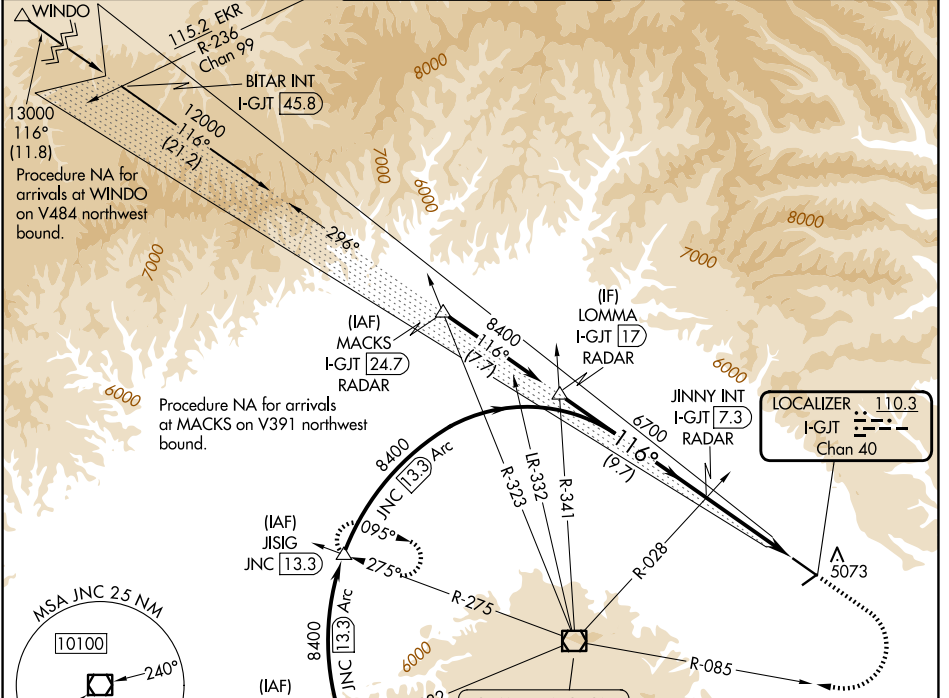 WINDO
115.2 EKR
R-236
Chan 99
8000
BITAR INT
I-GJT 45.8
13000
116°
(11.8)
12000
116°
(21.2)
Procedure NA for
arrivals at WINDO
on V484 northwest
bound.
7000
6000
8000
7000
7000
296°
(IAF)
MACKS
I-GJT 24.7
RADAR
8400
116°
(7.7)
(IF)
LOMMA
I-GJT 17
RADAR
6000
6000
Procedure NA for arrivals
at MACKS on V391 northwest
bound.
JINNY INT
I-GJT 7.3
RADAR
LOCALIZER 110.3
I-GJT
Chan 40
6700
116°
(9.7)
8400
JNC 13.3 Arc
R-323
LR-332
R-341
R-028
(IAF)
JISIG
JNC 13.3
095°
275°
R-275
5073
MSA JNC 25 NM
10100
240°
8400
JNC 13.3 Arc
6000
R-085
(IAF)